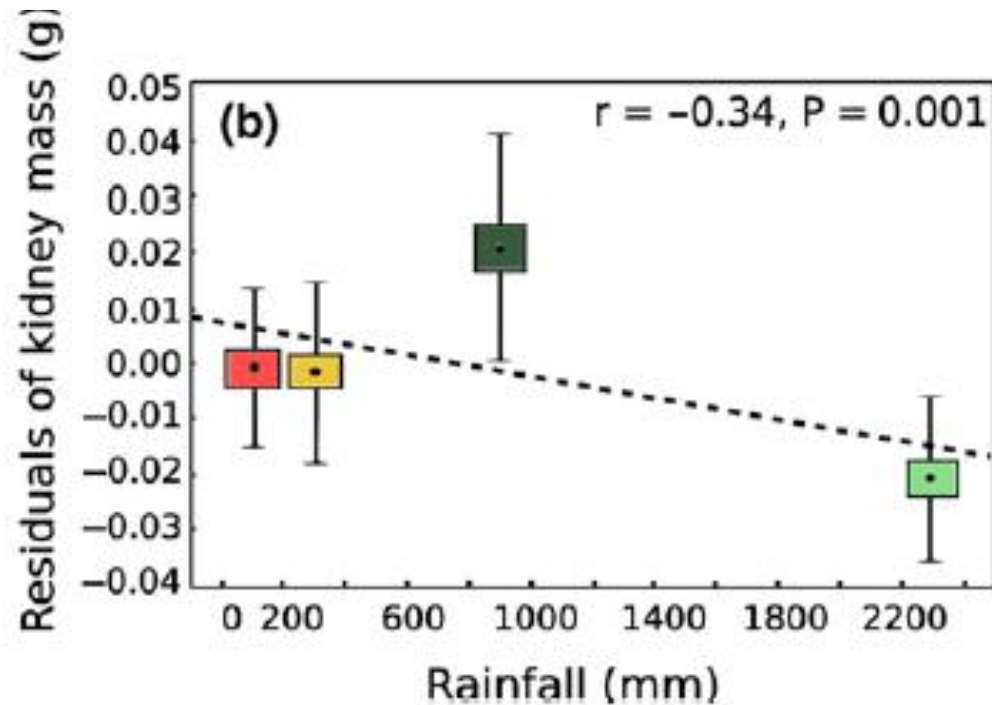 Residuals of kidney mass (g)
(b)
r = −0.34, P = 0.001
0.05
0.04
0.03
0.02
0.01
0.00
−0.01
−0.02
−0.03
−0.04
0 200 600 1000 1400 1800 2200
Rainfall (mm)